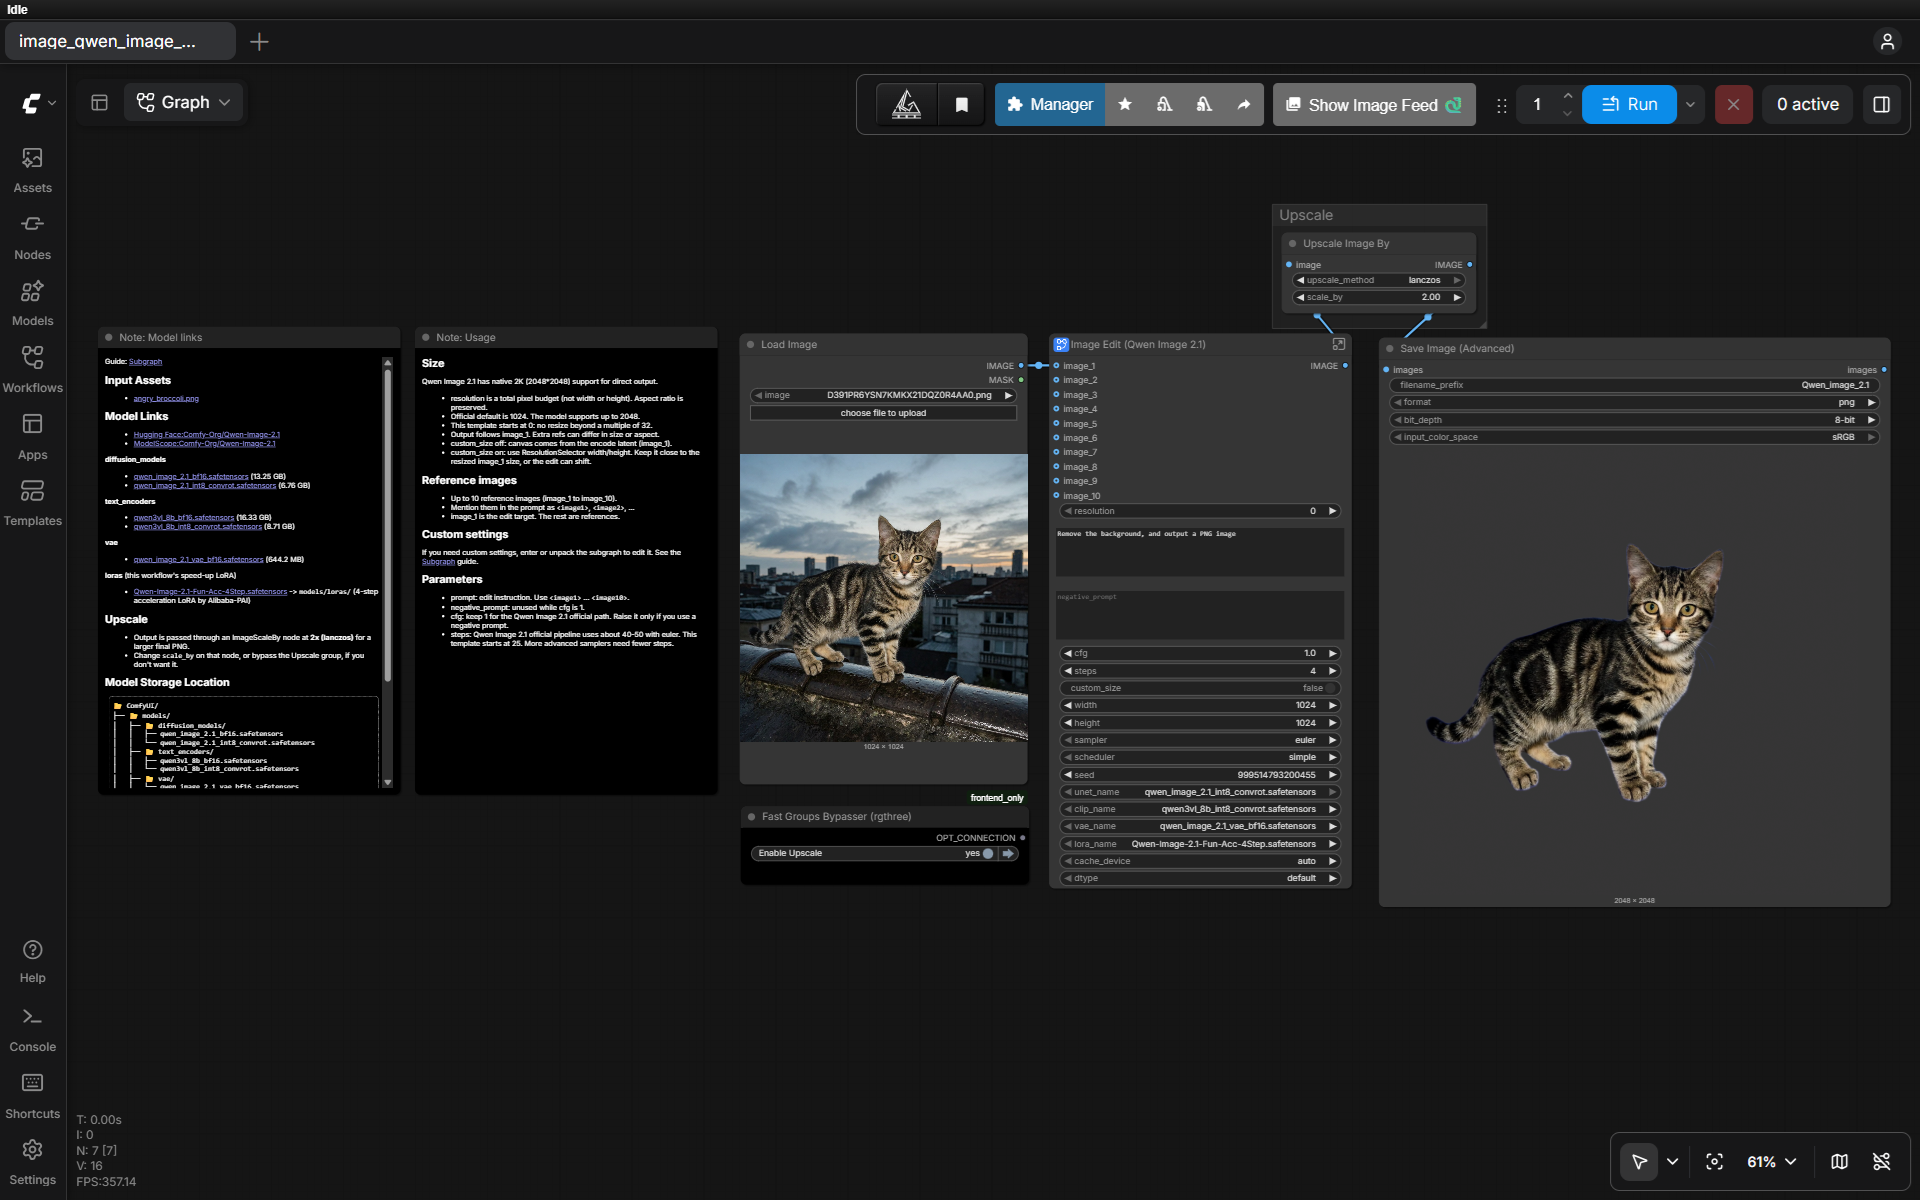 Idle
image_qwen_image_...
Graph
Manager
Show Image Feed
1
Run
0 active
Assets
Nodes
Models
Workflows
Apps
Templates
Help
Console
Shortcuts
Settings
Note: Model links
Guide: Subgraph
Input Assets
angry_broccoli.png
Model Links
Hugging Face:Comfy-Org/Qwen-Image-2.1
ModelScope:Comfy-Org/Qwen-Image-2.1
diffusion_models
qwen_image_2.1_bf16.safetensors (13.25 GB)
qwen_image_2.1_int8_convrot.safetensors (6.76 GB)
text_encoders
qwen3vl_8b_bf16.safetensors (16.33 GB)
qwen3vl_8b_int8_convrot.safetensors (8.71 GB)
vae
qwen_image_2.1_vae_bf16.safetensors (644.2 MB)
loras (this workflow's speed-up LoRA)
Qwen-Image-2.1-Fun-Acc-4Step.safetensors -> models/loras/ (4-step
acceleration LoRA by Alibaba-PAI)
Upscale
Output is passed through an ImageScaleBy node at 2x (lanczos) for a
larger final PNG.
Change scale_by on that node, or bypass the Upscale group, if you
don't want it.
Model Storage Location
ComfyUI/
models/
diffusion_models/
qwen_image_2.1_bf16.safetensors
qwen_image_2.1_int8_convrot.safetensors
text_encoders/
qwen3vl_8b_bf16.safetensors
qwen3vl_8b_int8_convrot.safetensors
vae/
qwen_image_2.1_vae_bf16.safetensors
Note: Usage
Size
Qwen Image 2.1 has native 2K (2048*2048) support for direct output.
resolution is a total pixel budget (not width or height). Aspect ratio is
preserved.
Official default is 1024. The model supports up to 2048.
This template starts at 0: no resize beyond a multiple of 32.
Output follows image_1. Extra refs can differ in size or aspect.
custom_size off: canvas comes from the encode latent (image_1).
custom_size on: use ResolutionSelector width/height. Keep it close to the
resized image_1 size, or the edit can shift.
Reference images
Up to 10 reference images (image_1 to image_10).
Mention them in the prompt as <image1>, <image2>, ...
image_1 is the edit target. The rest are references.
Custom settings
If you need custom settings, enter or unpack the subgraph to edit it. See the
Subgraph guide.
Parameters
prompt: edit instruction. Use <image1> ... <image10>.
negative_prompt: unused while cfg is 1.
cfg: keep 1 for the Qwen Image 2.1 official path. Raise it only if you use a
negative prompt.
steps: Qwen Image 2.1 official pipeline uses about 40-50 with euler. This
template starts at 25. More advanced samplers need fewer steps.
Load Image
IMAGE
MASK
image D391PR6YSN7KMKX21DQZ0R4AA0.png
choose file to upload
1024 × 1024
frontend_only
Fast Groups Bypasser (rgthree)
OPT_CONNECTION
Enable Upscale yes
Image Edit (Qwen Image 2.1)
image_1 IMAGE
image_2
image_3
image_4
image_5
image_6
image_7
image_8
image_9
image_10
resolution 0
Remove the background, and output a PNG image
negative_prompt
cfg 1.0
steps 4
custom_size false
width 1024
height 1024
sampler euler
scheduler simple
seed 999514793200455
unet_name qwen_image_2.1_int8_convrot.safetensors
clip_name qwen3vl_8b_int8_convrot.safetensors
vae_name qwen_image_2.1_vae_bf16.safetensors
lora_name Qwen-Image-2.1-Fun-Acc-4Step.safetensors
cache_device auto
dtype default
Upscale
Upscale Image By
image IMAGE
upscale_method lanczos
scale_by 2.00
Save Image (Advanced)
images images
filename_prefix Qwen_image_2.1
format png
bit_depth 8-bit
input_color_space sRGB
2048 × 2048
T: 0.00s
I: 0
N: 7 [7]
V: 16
FPS:357.14
61%